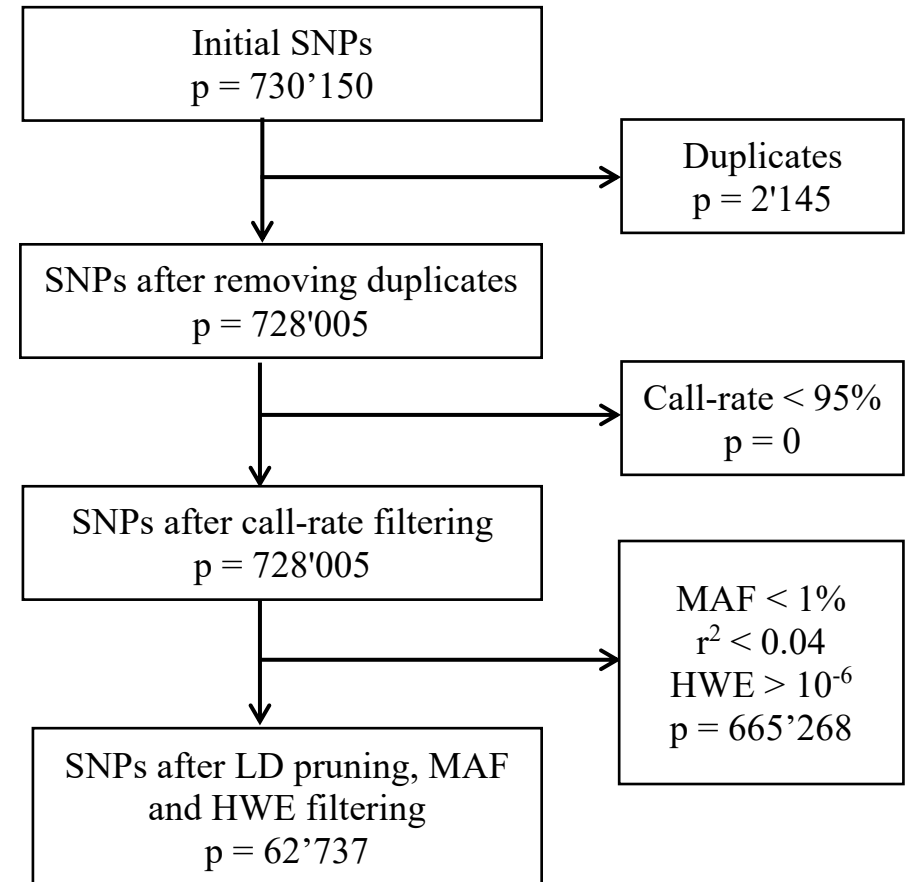 Initial SNPs
p = 730’150
Duplicates
p = 2'145
SNPs after removing duplicates
p = 728'005
Call-rate < 95%
p = 0
SNPs after call-rate filtering
p = 728'005
MAF < 1%
r² < 0.04
HWE > 10⁻⁶
p = 665’268
SNPs after LD pruning, MAF
and HWE filtering
p = 62’737